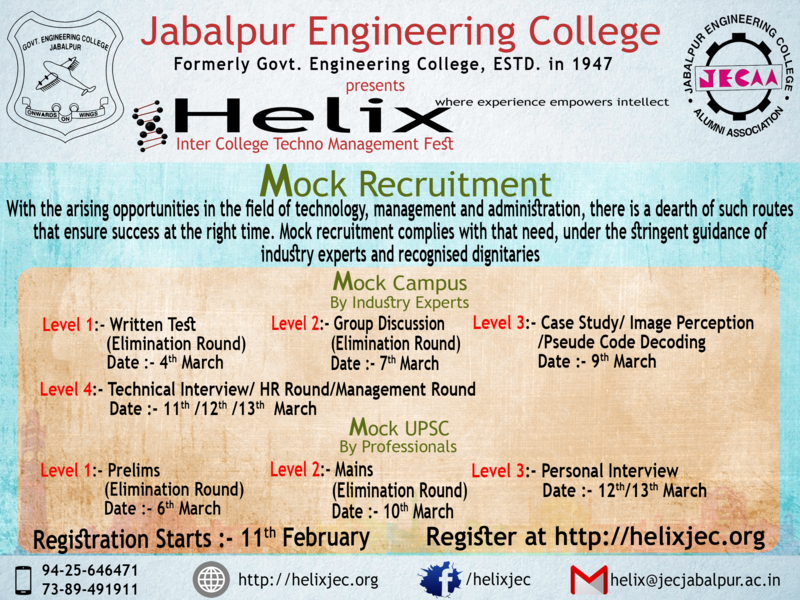 GOVT. ENGINEERING COLLEGE
JABALPUR
ONWARDS ON WINGS
Jabalpur Engineering College
Formerly Govt. Engineering College, ESTD. in 1947
presents
Helix
where experience empowers intellect
Inter College Techno Management Fest
JABALPUR ENGINEERING COLLEGE
JECAA
• ALUMNI ASSOCIATION •
Mock Recruitment
With the arising opportunities in the field of technology, management and administration, there is a dearth of such routes
that ensure success at the right time. Mock recruitment complies with that need, under the stringent guidance of
industry experts and recognised dignitaries
Mock Campus
By Industry Experts
Level 1:- Written Test
(Elimination Round)
Date :- 4th March
Level 2:- Group Discussion
(Elimination Round)
Date :- 7th March
Level 3:- Case Study/ Image Perception
/Pseude Code Decoding
Date :- 9th March
Level 4:- Technical Interview/ HR Round/Management Round
Date :- 11th /12th /13th March
Mock UPSC
By Professionals
Level 1:- Prelims
(Elimination Round)
Date :- 6th March
Level 2:- Mains
(Elimination Round)
Date :- 10th March
Level 3:- Personal Interview
Date :- 12th/13th March
Registration Starts :- 11th February
Register at http://helixjec.org
94-25-646471
73-89-491911
http://helixjec.org
/helixjec
helix@jecjabalpur.ac.in